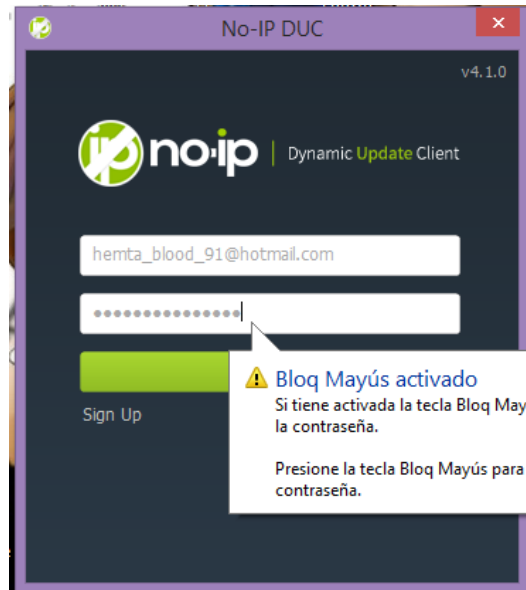 No-IP DUC
v4.1.0
no·ip | Dynamic Update Client
hemta_blood_91@hotmail.com
Bloq Mayús activado
Si tiene activada la tecla Bloq May
la contraseña.
Presione la tecla Bloq Mayús para
contraseña.
Sign Up